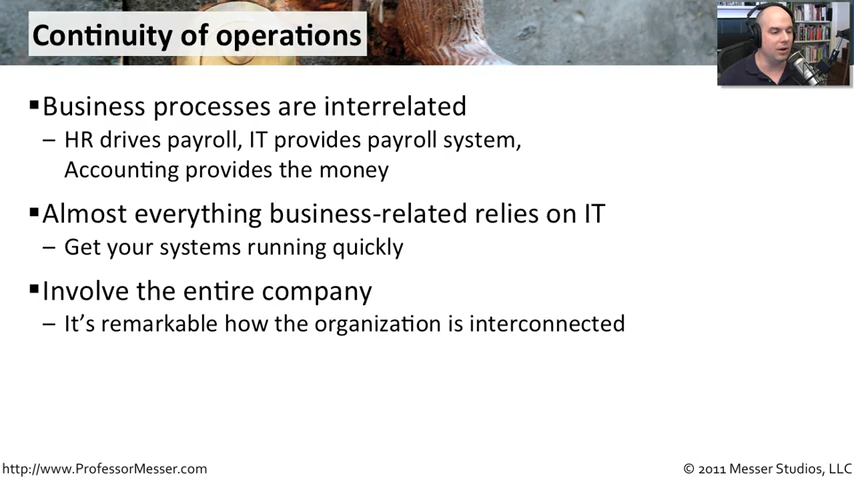 Continuity of operations
▪Business processes are interrelated
– HR drives payroll, IT provides payroll system,
Accounting provides the money
▪Almost everything business-related relies on IT
– Get your systems running quickly
▪Involve the entire company
– It’s remarkable how the organization is interconnected
http://www.ProfessorMesser.com
© 2011 Messer Studios, LLC